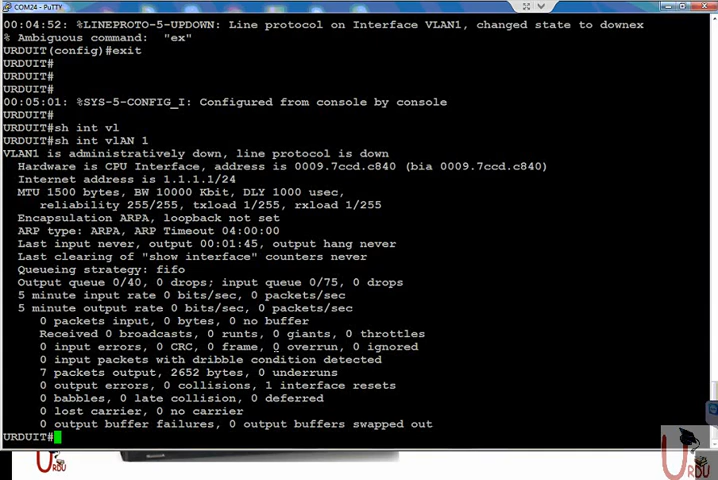 COM24 - PuTTY
00:04:52: %LINEPROTO-5-UPDOWN: Line protocol on Interface VLAN1, changed state to downex
% Ambiguous command:  "ex"
URDUIT(config)#exit
URDUIT#
URDUIT#
URDUIT#
00:05:01: %SYS-5-CONFIG_I: Configured from console by console
URDUIT#
URDUIT#sh int vl
URDUIT#sh int vlAN 1
VLAN1 is administratively down, line protocol is down
  Hardware is CPU Interface, address is 0009.7ccd.c840 (bia 0009.7ccd.c840)
  Internet address is 1.1.1.1/24
  MTU 1500 bytes, BW 10000 Kbit, DLY 1000 usec,
     reliability 255/255, txload 1/255, rxload 1/255
  Encapsulation ARPA, loopback not set
  ARP type: ARPA, ARP Timeout 04:00:00
  Last input never, output 00:01:45, output hang never
  Last clearing of "show interface" counters never
  Queueing strategy: fifo
  Output queue 0/40, 0 drops; input queue 0/75, 0 drops
  5 minute input rate 0 bits/sec, 0 packets/sec
  5 minute output rate 0 bits/sec, 0 packets/sec
     0 packets input, 0 bytes, 0 no buffer
     Received 0 broadcasts, 0 runts, 0 giants, 0 throttles
     0 input errors, 0 CRC, 0 frame, 0 overrun, 0 ignored
     0 input packets with dribble condition detected
     7 packets output, 2652 bytes, 0 underruns
     0 output errors, 0 collisions, 1 interface resets
     0 babbles, 0 late collision, 0 deferred
     0 lost carrier, 0 no carrier
     0 output buffer failures, 0 output buffers swapped out
URDUIT#
URDU
URDU
URDU